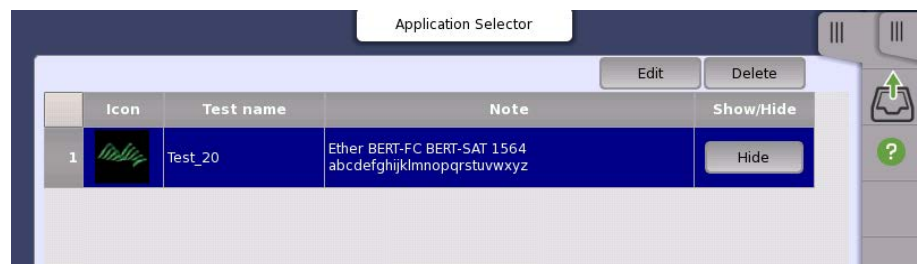 Application Selector
Edit
Delete
Icon
Test name
Note
Show/Hide
1
Test_20
Ether BERT-FC BERT-SAT 1564
abcdefghijklmnopqrstuvwxyz
Hide
?